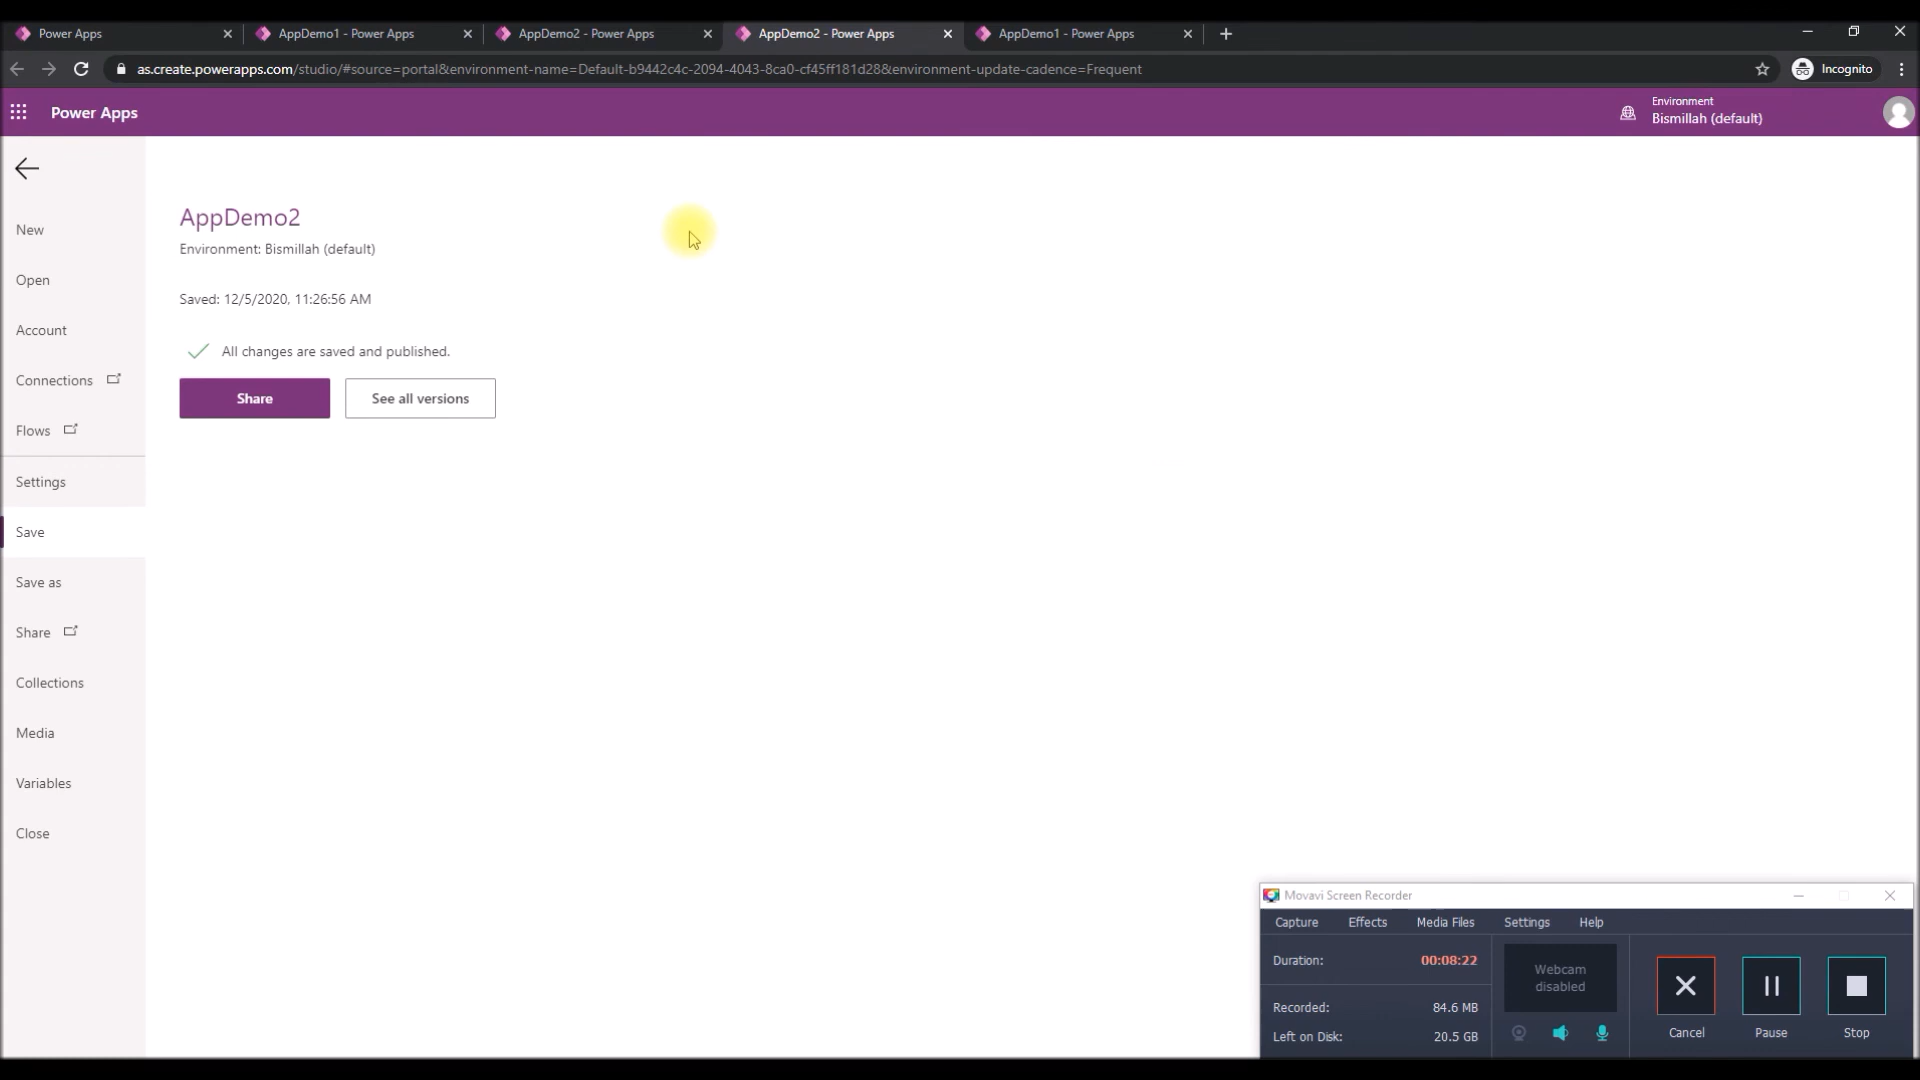 Power Apps
AppDemo1 - Power Apps
AppDemo2 - Power Apps
AppDemo2 - Power Apps
AppDemo1 - Power Apps
as.create.powerapps.com/studio/#source=portal&environment-name=Default-b9442c4c-2094-4043-8ca0-cf45ff181d28&environment-update-cadence=Frequent
Incognito
Power Apps
Environment
Bismillah (default)
New
Open
Account
Connections
Flows
Settings
Save
Save as
Share
Collections
Media
Variables
Close
AppDemo2
Environment: Bismillah (default)
Saved: 12/5/2020, 11:26:56 AM
All changes are saved and published.
Share
See all versions
Movavi Screen Recorder
Capture Effects Media Files Settings Help
Duration: 00:08:22
Recorded: 84.6 MB
Left on Disk: 20.5 GB
Webcam
disabled
Cancel
Pause
Stop